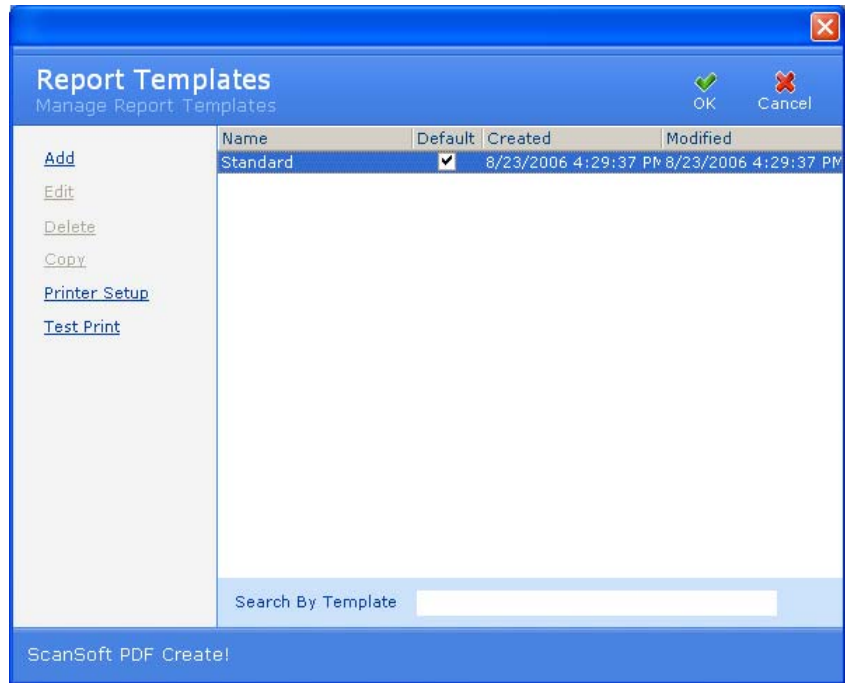 Report Templates
Manage Report Templates
OK Cancel
Add
Edit
Delete
Copy
Printer Setup
Test Print
Name Default Created Modified
Standard 8/23/2006 4:29:37 PM 8/23/2006 4:29:37 PM
Search By Template
ScanSoft PDF Create!